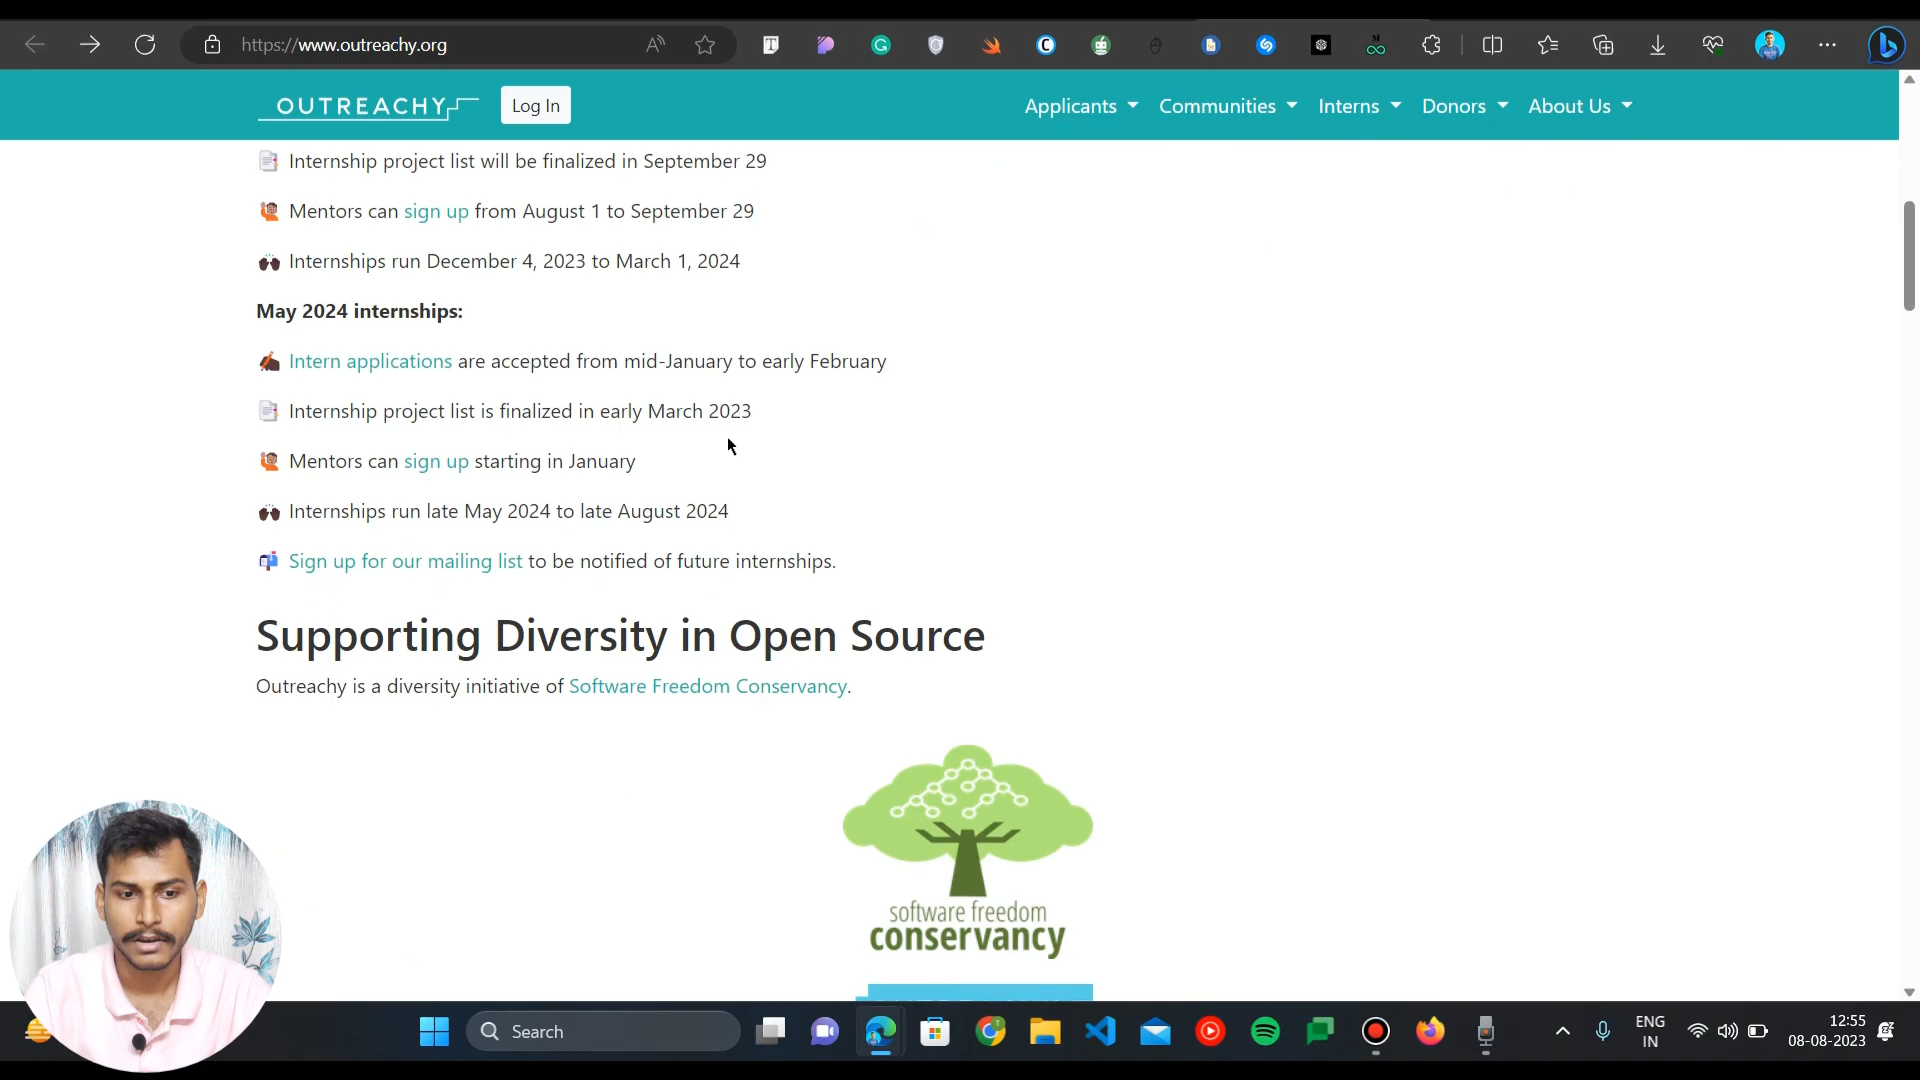 https://www.outreachy.org
OUTREACHY
Log In
Applicants
Communities
Interns
Donors
About Us
Internship project list will be finalized in September 29
Mentors can sign up from August 1 to September 29
Internships run December 4, 2023 to March 1, 2024
May 2024 internships:
Intern applications are accepted from mid-January to early February
Internship project list is finalized in early March 2023
Mentors can sign up starting in January
Internships run late May 2024 to late August 2024
Sign up for our mailing list to be notified of future internships.
Supporting Diversity in Open Source
Outreachy is a diversity initiative of Software Freedom Conservancy.
software freedom
conservancy
Search
ENG
IN
12:55
08-08-2023